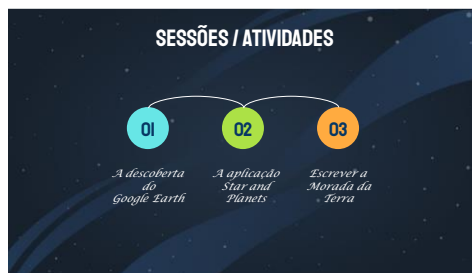 SESSÕES / ATIVIDADES
01
02
03
A descoberta
do
Google Earth
A aplicação
Star and
Planets
Escrever a
Morada da
Terra